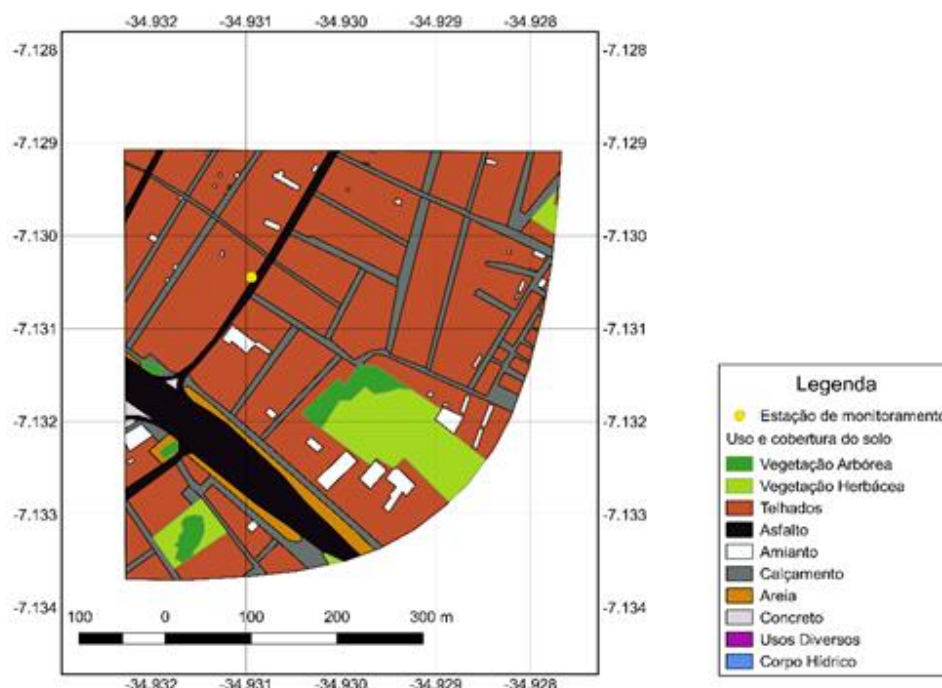 -34.932 -34.931 -34.930 -34.929 -34.928
-7.128 -7.128
-7.129 -7.129
-7.130 -7.130
-7.131 -7.131
-7.132 -7.132
-7.133 -7.133
-7.134 -7.134
100 0 100 200 300 m
-34.932 -34.931 -34.930 -34.929 -34.928
Legenda
Estação de monitoramento
Uso e cobertura do solo
Vegetação Arbórea
Vegetação Herbácea
Telhados
Asfalto
Amianto
Calçamento
Areia
Concreto
Usos Diversos
Corpo Hídrico